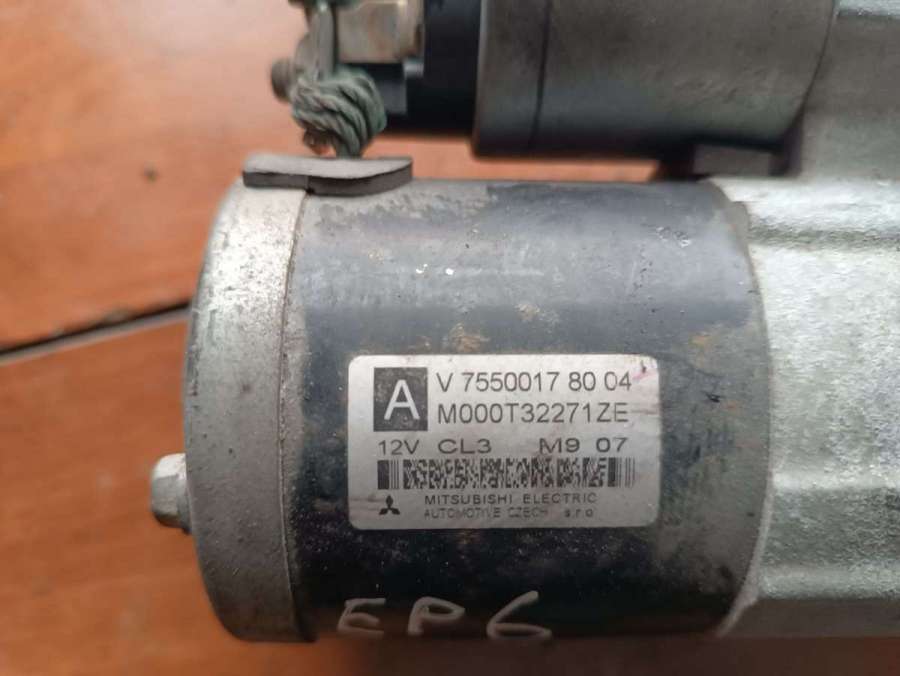 A V 7550017 80 04
M000T32271ZE
12V CL3 M9 07
MITSUBISHI ELECTRIC
AUTOMOTIVE CZECH s.r.o
EP6